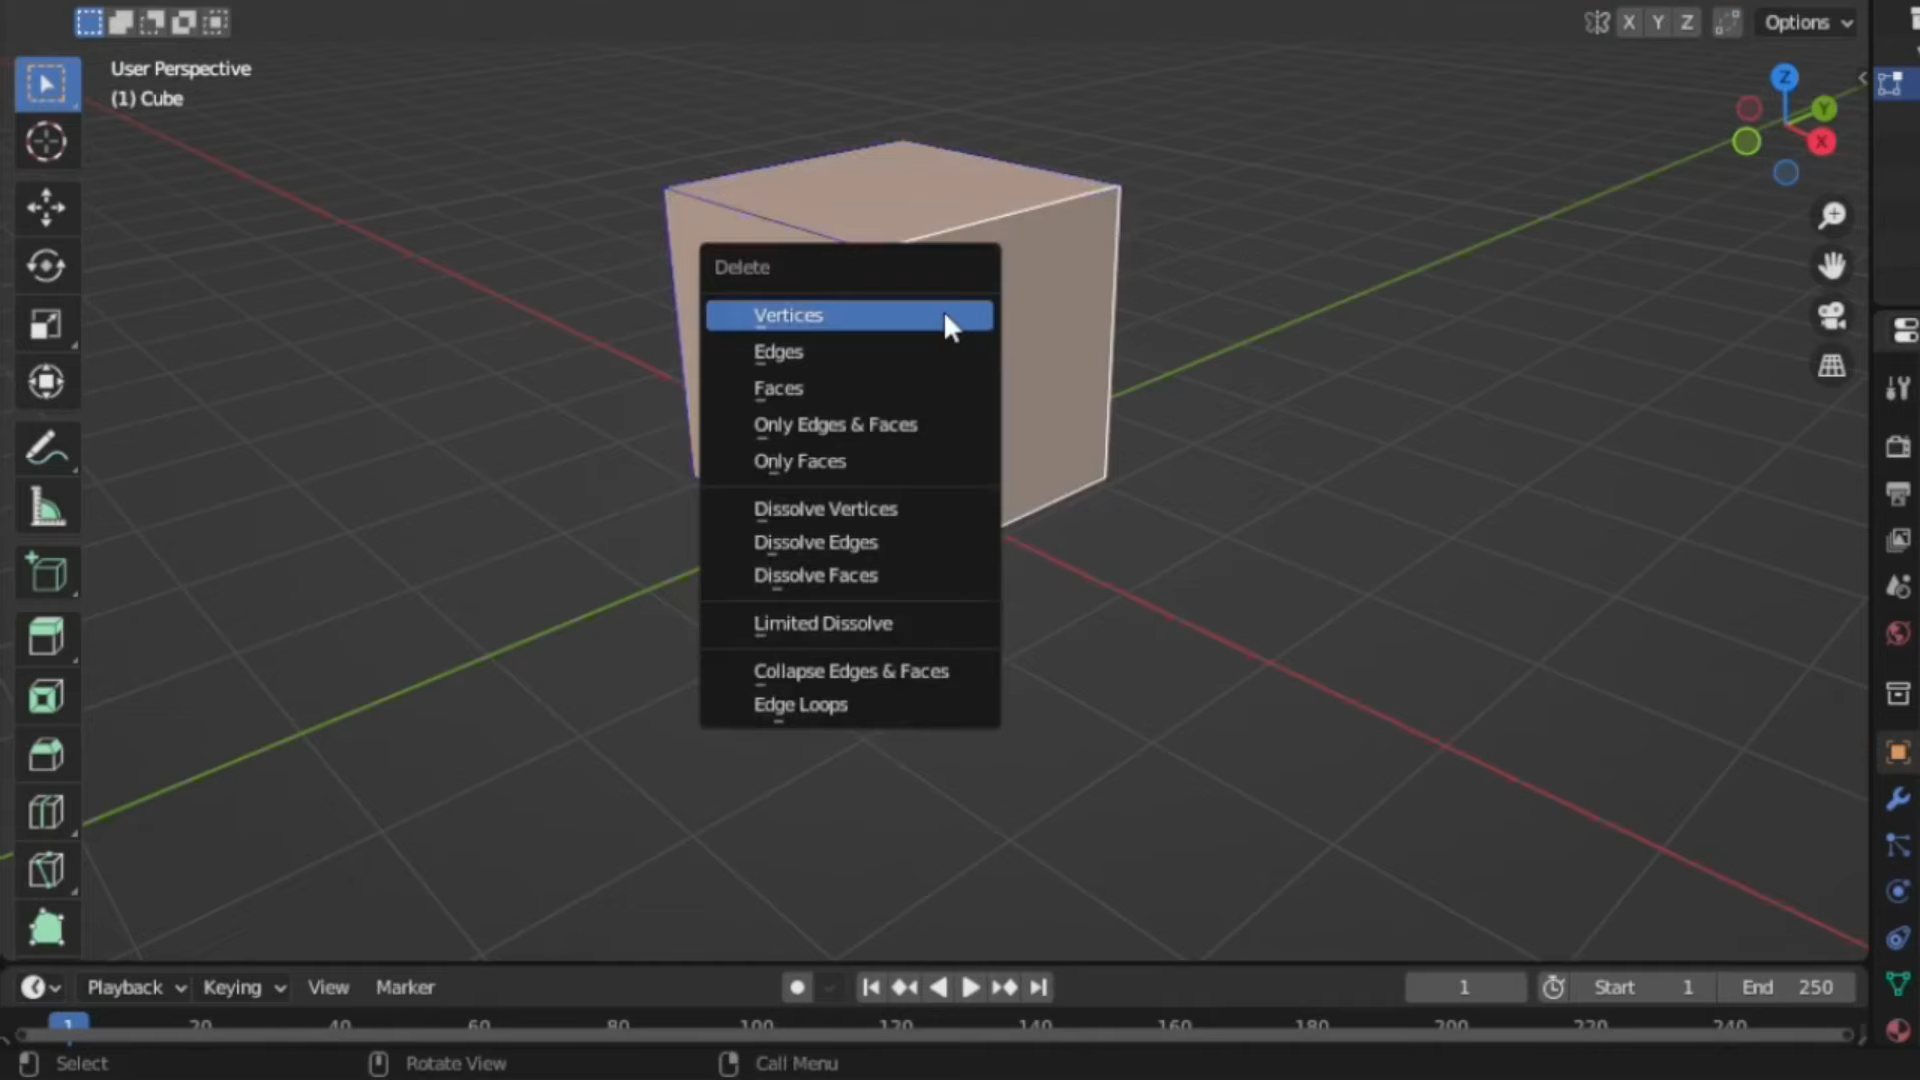 X Y Z Options
User Perspective
(1) Cube
Z
Y
X
Delete
Vertices
Edges
Faces
Only Edges & Faces
Only Faces
Dissolve Vertices
Dissolve Edges
Dissolve Faces
Limited Dissolve
Collapse Edges & Faces
Edge Loops
Playback Keying View Marker 1 Start 1 End 250
1 20 40 60 80 100 120 140 160 180 200 220 240
Select Rotate View Call Menu